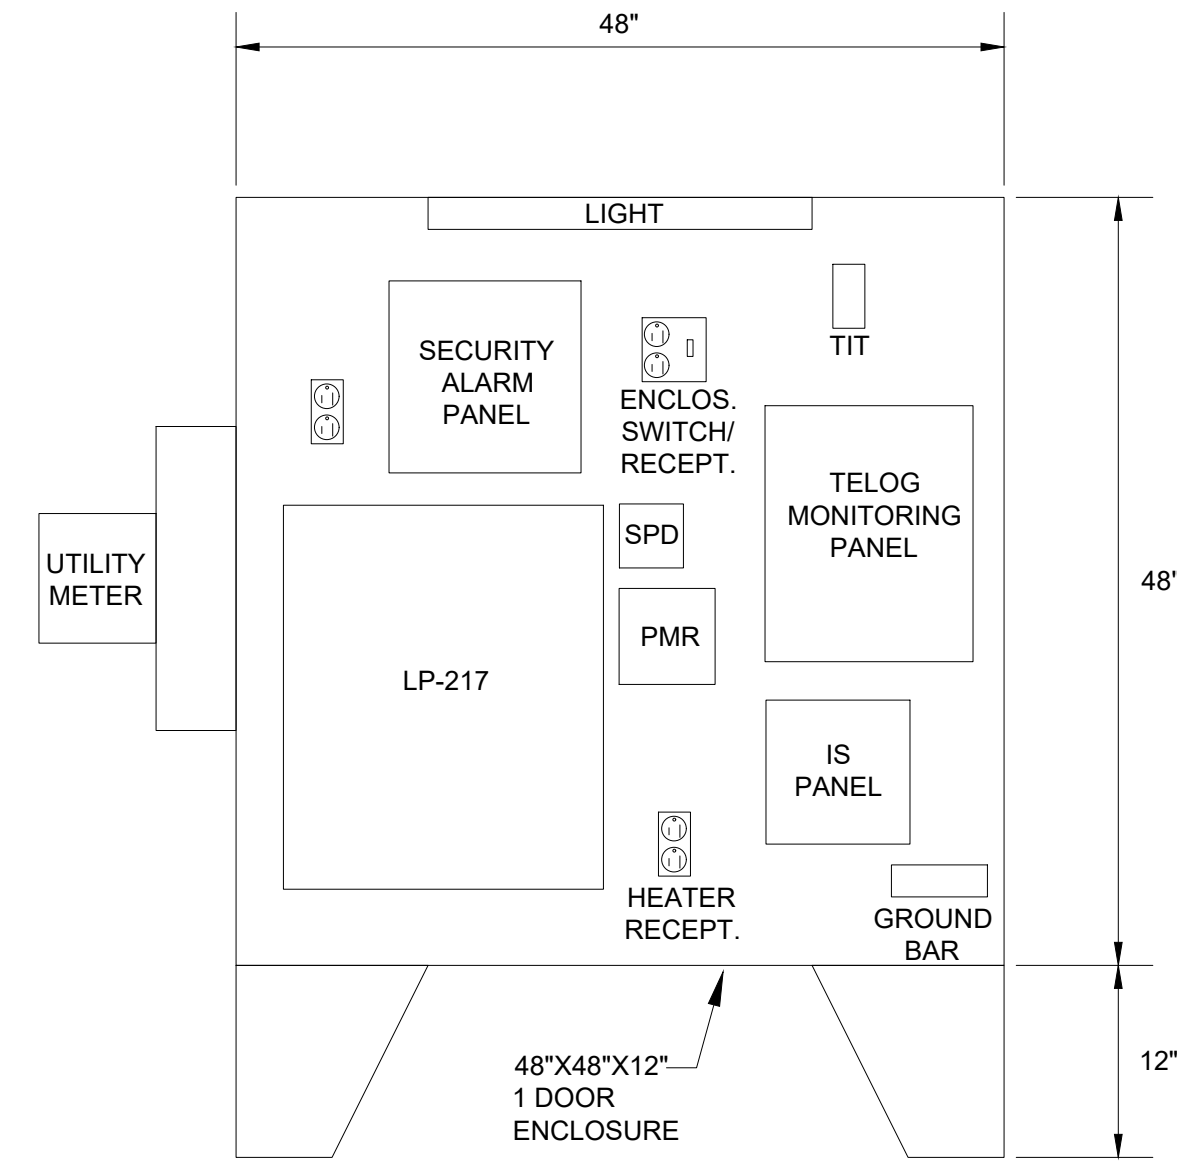 48"
LIGHT
TIT
SECURITY
ALARM
PANEL
ENCLOS.
SWITCH/
RECEPT.
TELOG
MONITORING
PANEL
SPD
UTILITY
METER
48'
PMR
LP-217
IS
PANEL
HEATER
RECEPT.
GROUND
BAR
48"X48"X12"
1 DOOR
ENCLOSURE
12"